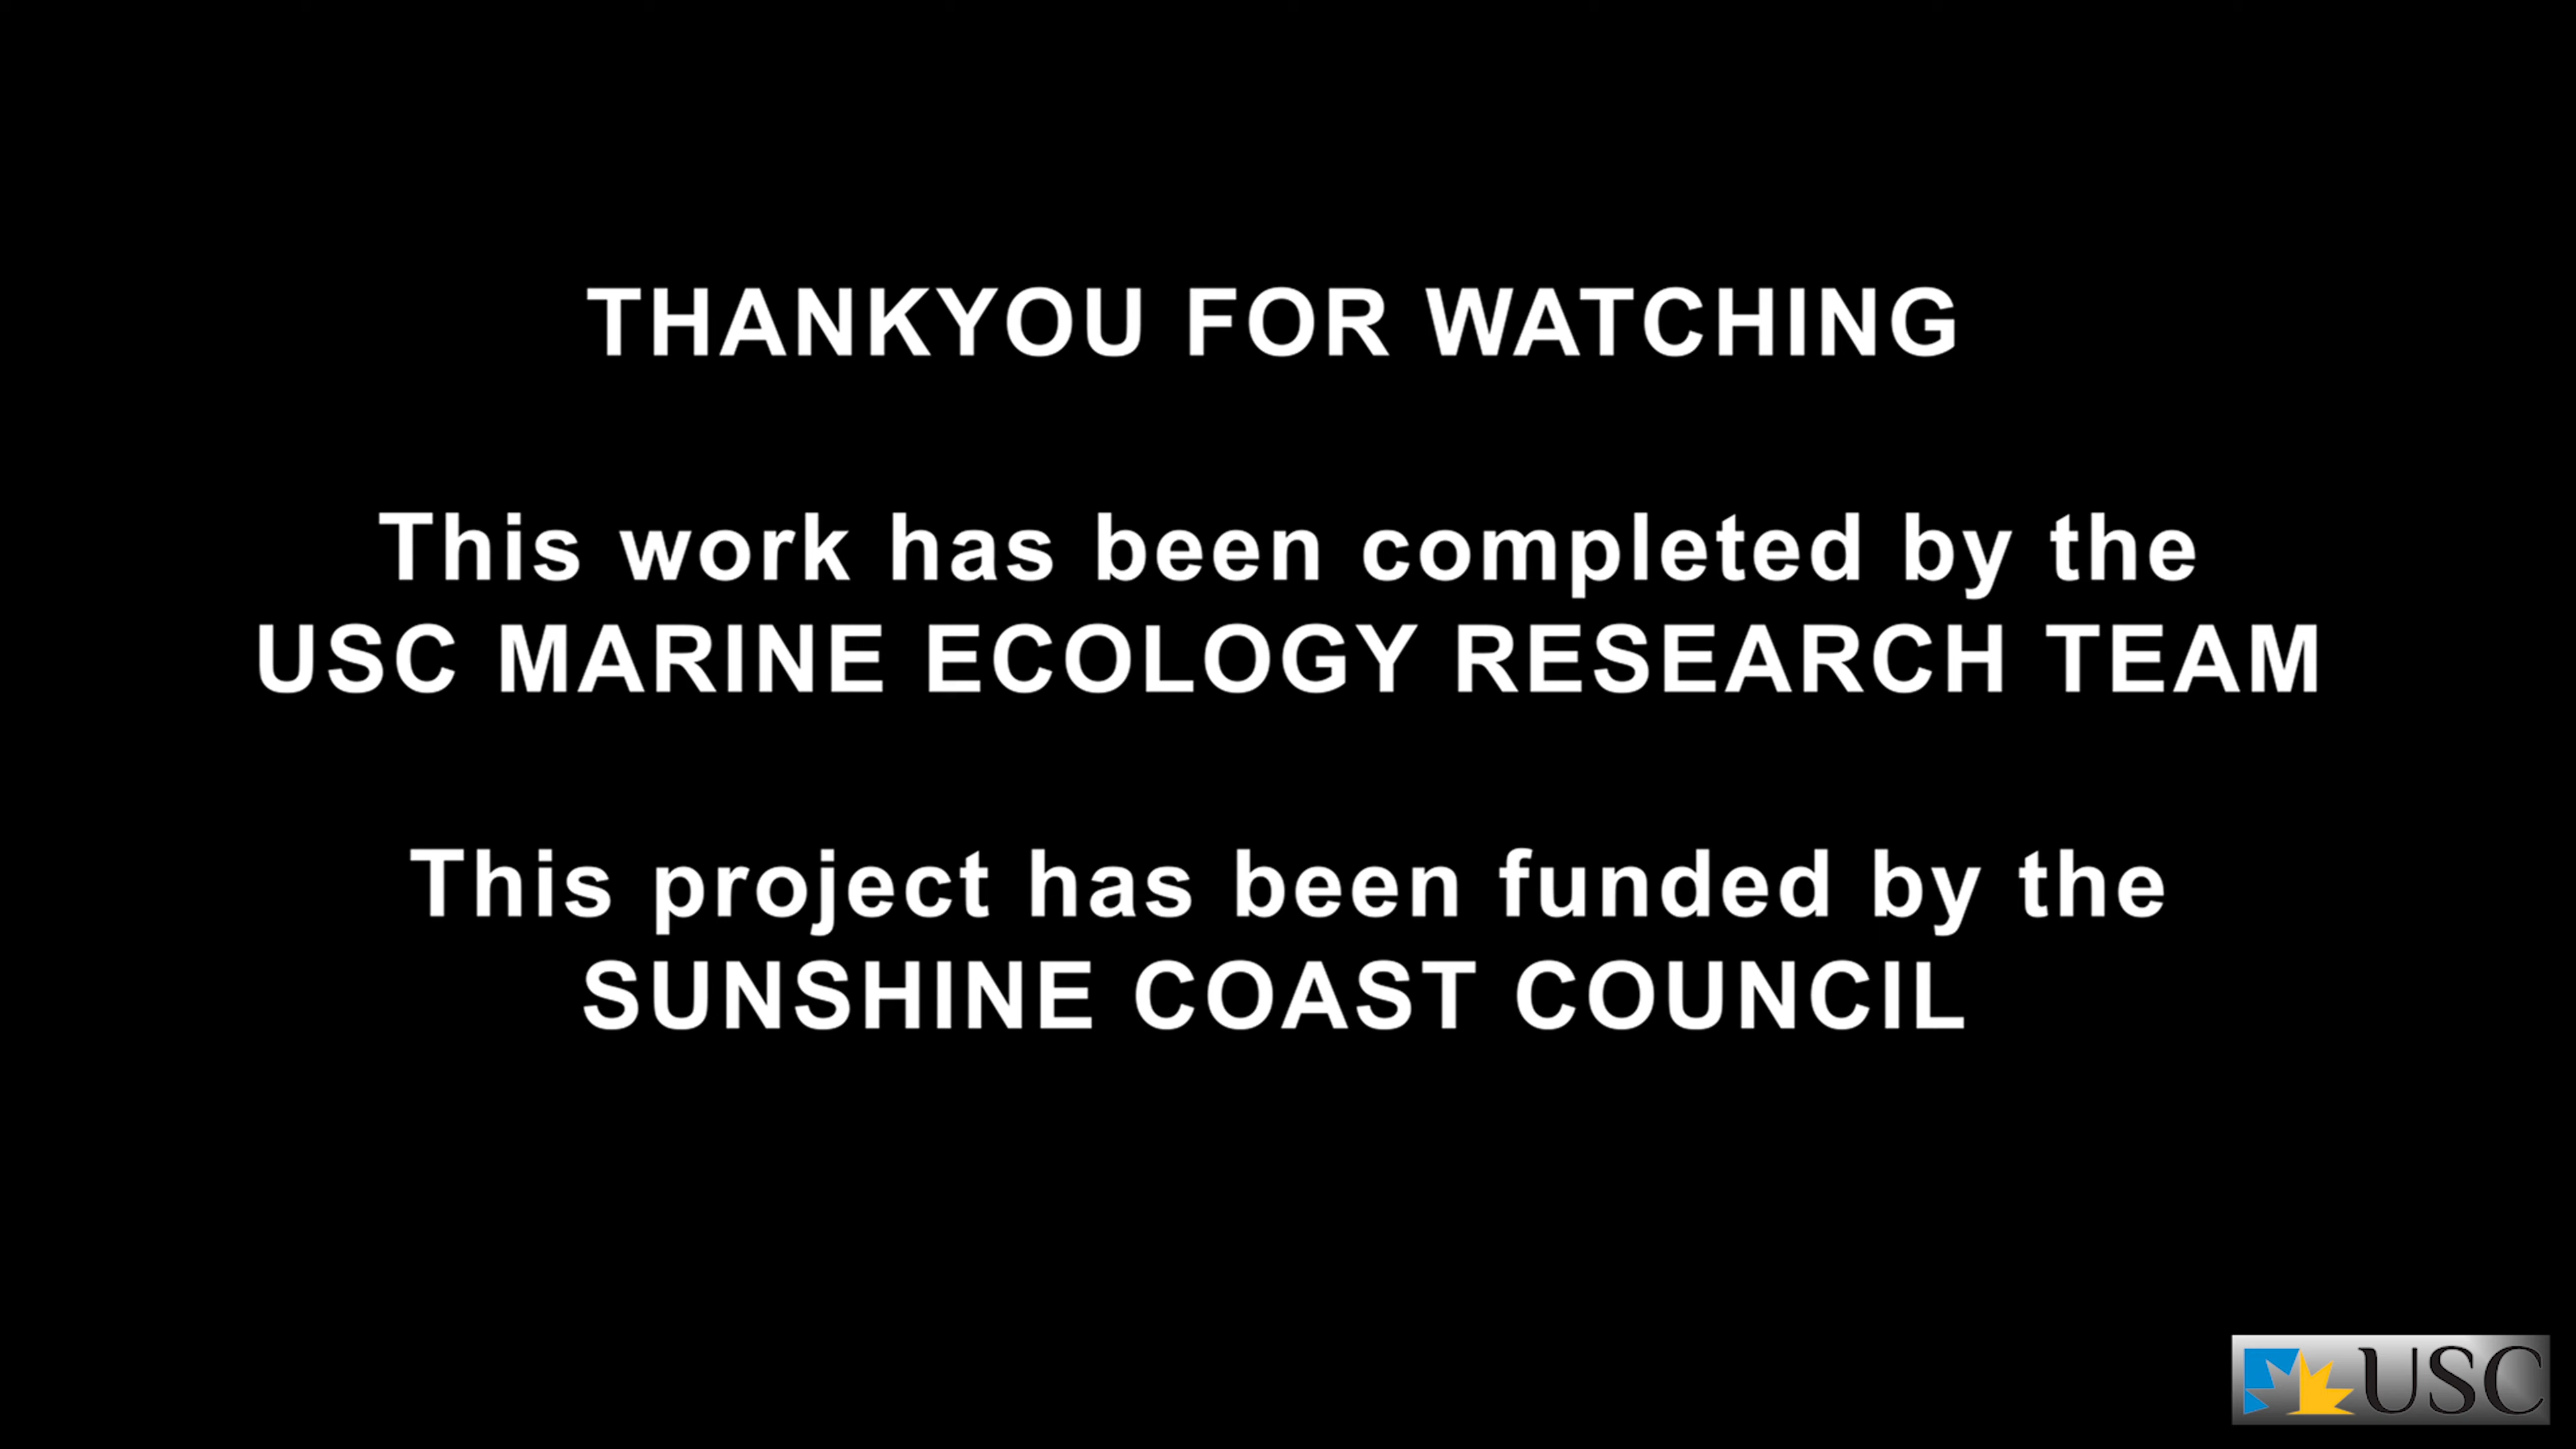 THANKYOU FOR WATCHING
This work has been completed by the
USC MARINE ECOLOGY RESEARCH TEAM
This project has been funded by the
SUNSHINE COAST COUNCIL
USC